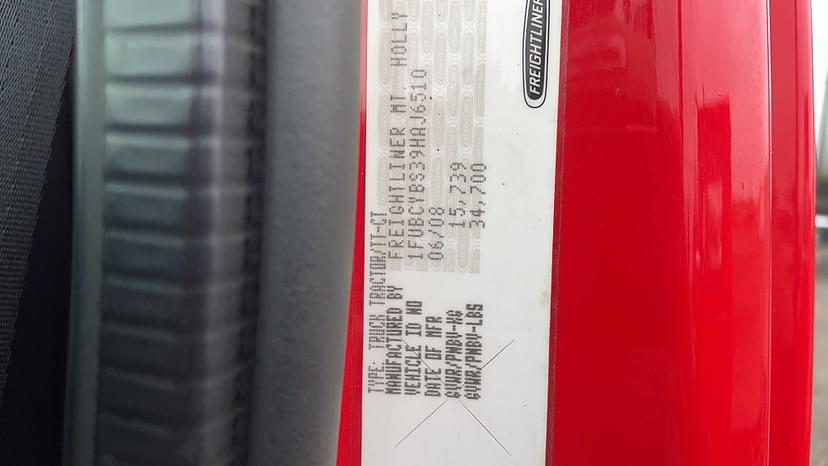 TYPE: TRUCK TRACTOR/TT-CT
MANUFACTURED BY FREIGHTLINER MT. HOLLY
VEHICLE ID NO 1FUBCYBS39HAJ6510
DATE OF MFR 06/08
GVWR/PNBV-KG 15,739
GVWR/PNBV-LBS 34,700
FREIGHTLINER